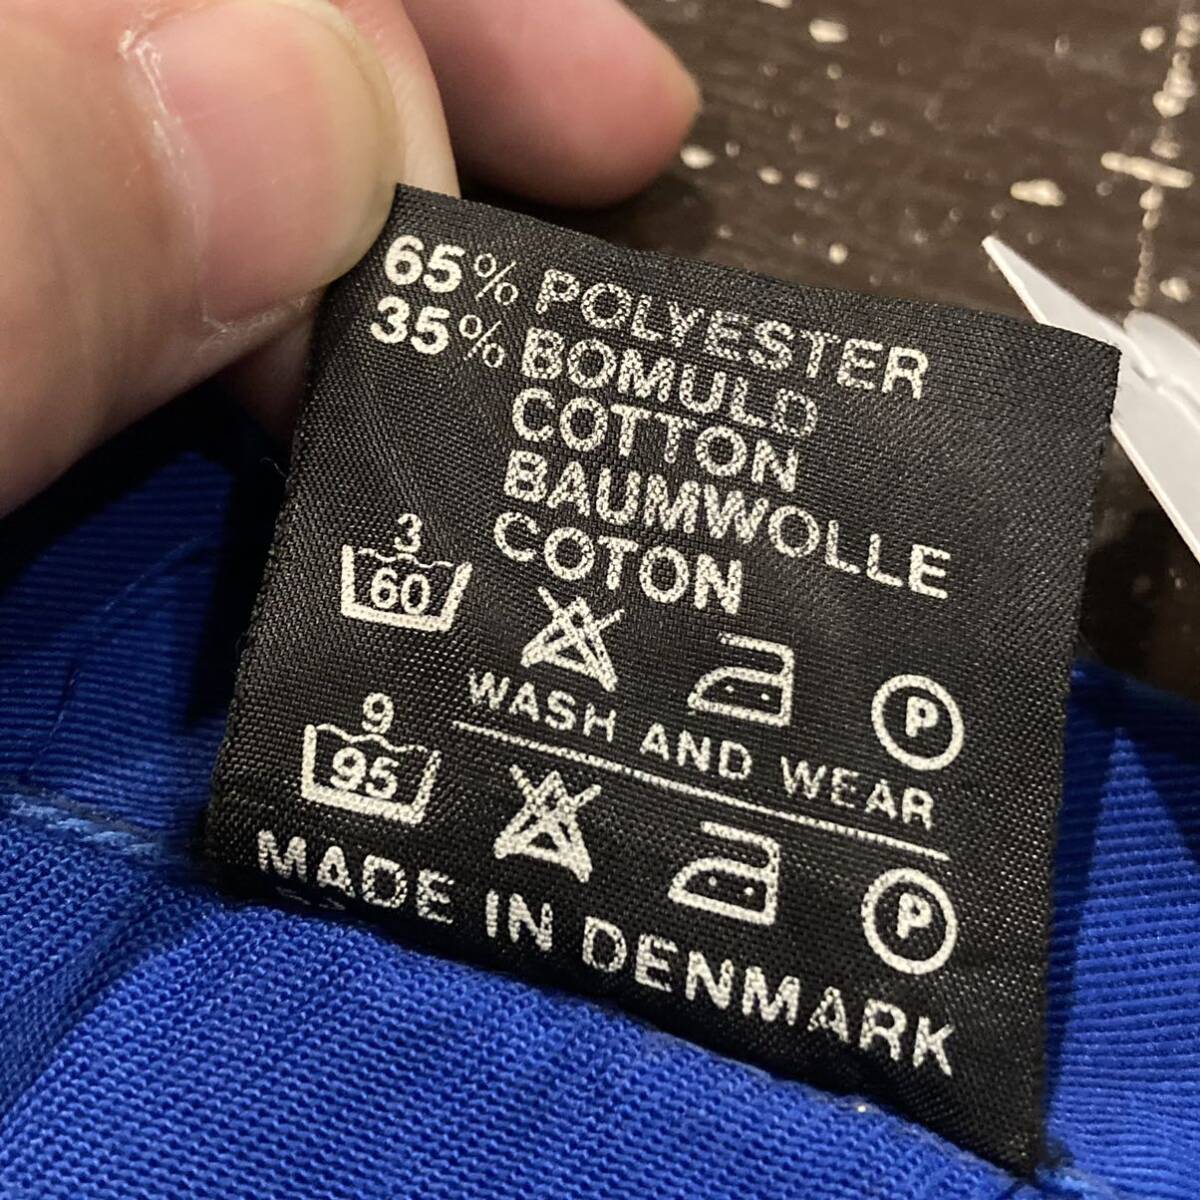 65% POLYESTER
35% BOMULD
COTTON
BAUMWOLLE
COTON
3
60
P
WASH AND WEAR
9
95
P
MADE IN DENMARK